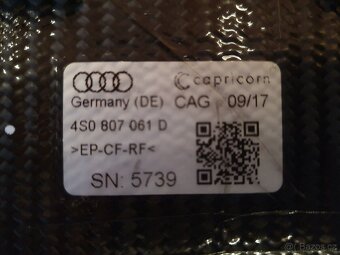 capricorn
Germany (DE) CAG - 09/17
4S0 807 061 D
>EP-CF-RF<
SN: 5739
Bazos.cz